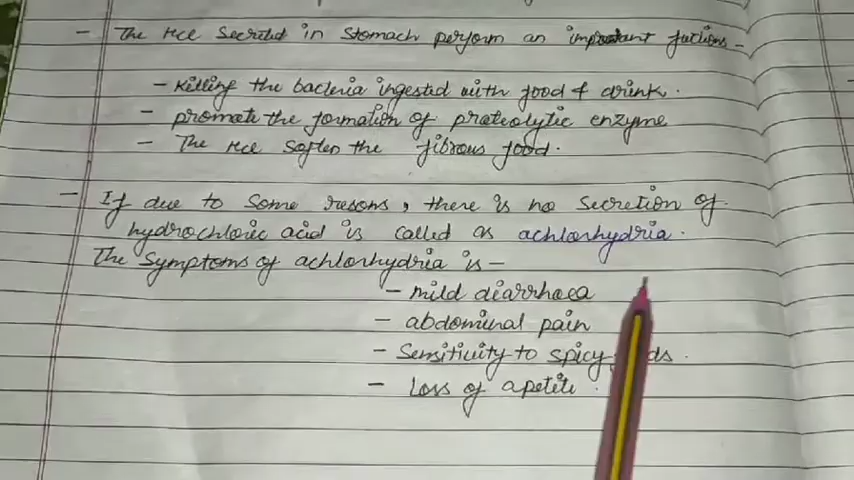 - The HCl Secreted in Stomach perform an important fuctions -
- Killing the bacteria ingested with food & drink.
- promote the formation of proteolytic enzyme
- The HCl Soften the fibrous food.
- If due to Some resons, there is no Secretion of
hydrochloric acid is called as achlorhydria.
The Symptoms of achlorhydria is -
- mild diarrhoea
- abdominal pain
- Sensitivity to spicy
- Loss of apetite.